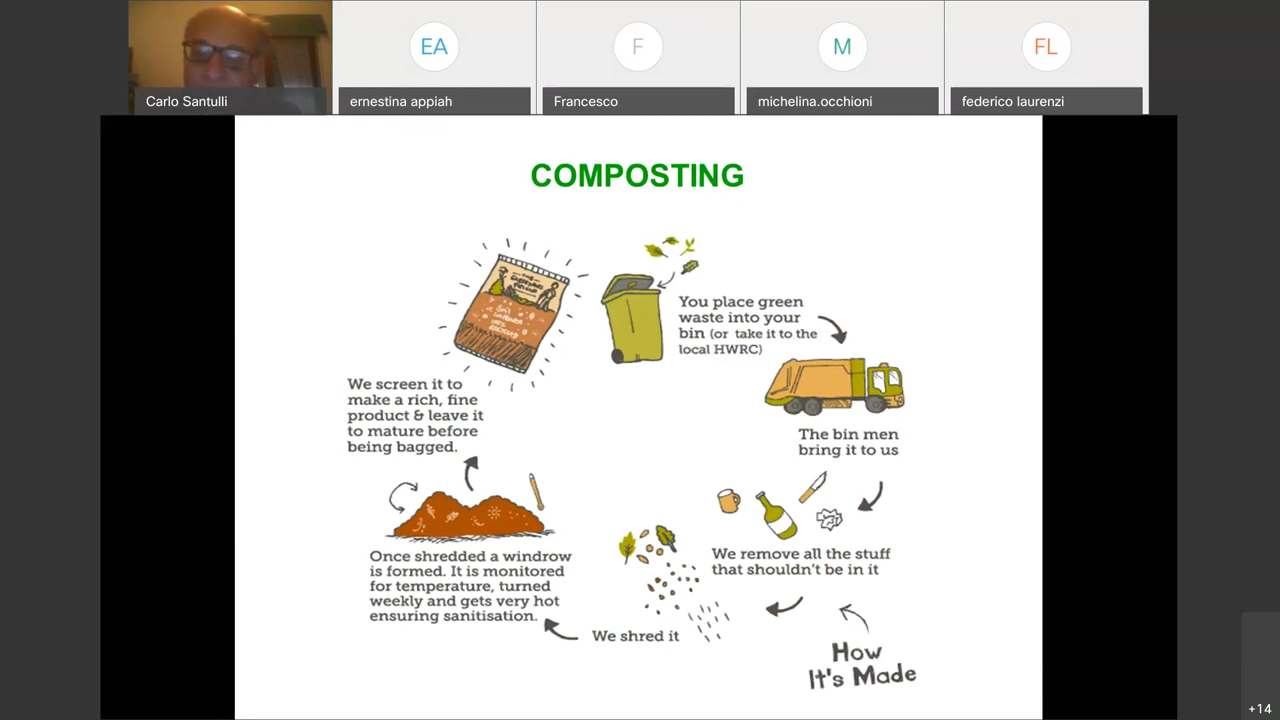 EA
F
M
FL
Carlo Santulli
ernestina appiah
Francesco
michelina.occhioni
federico laurenzi
COMPOSTING
You place green
waste into your
bin (or take it to the
local HWRC)
The bin men
bring it to us
We remove all the stuff
that shouldn't be in it
We shred it
Once shredded a windrow
is formed. It is monitored
for temperature, turned
weekly and gets very hot
ensuring sanitisation.
We screen it to
make a rich, fine
product & leave it
to mature before
being bagged.
How
It's Made
+14